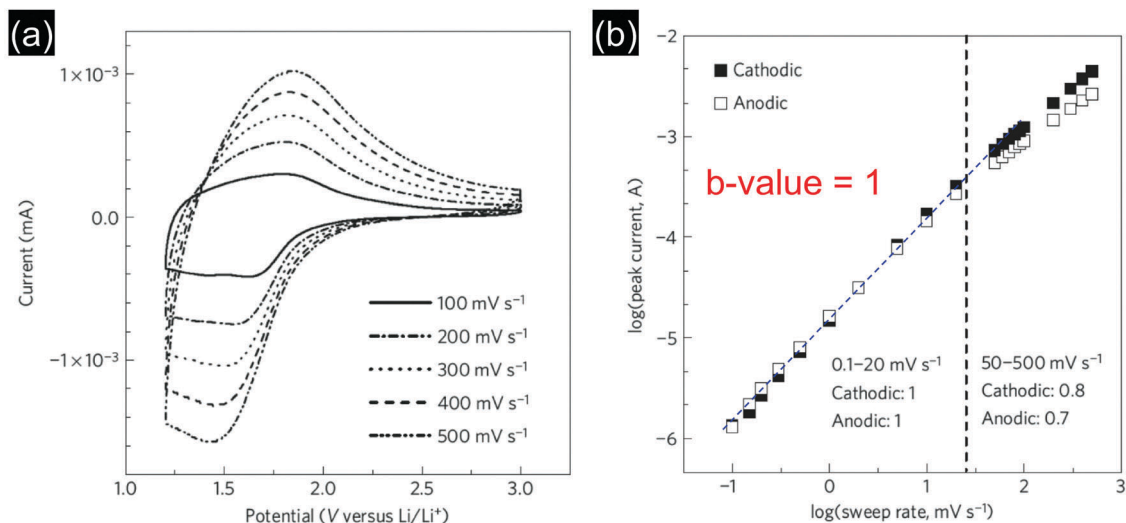 (a)
1×10⁻³
0.0
−1×10⁻³
Current (mA)
100 mV s⁻¹
200 mV s⁻¹
300 mV s⁻¹
400 mV s⁻¹
500 mV s⁻¹
1.0
1.5
2.0
2.5
3.0
Potential (V versus Li/Li⁺)
(b)
−2
−3
−4
−5
−6
log(peak current, A)
Cathodic
Anodic
b-value = 1
0.1–20 mV s⁻¹
Cathodic: 1
Anodic: 1
50–500 mV s⁻¹
Cathodic: 0.8
Anodic: 0.7
−1
0
1
2
3
log(sweep rate, mV s⁻¹)